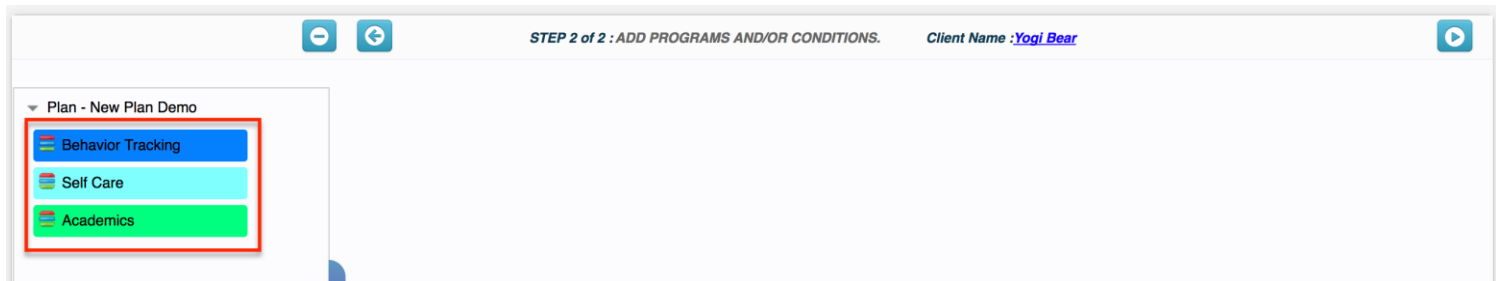 STEP 2 of 2 : ADD PROGRAMS AND/OR CONDITIONS. Client Name :Yogi Bear
Plan - New Plan Demo
Behavior Tracking
Self Care
Academics